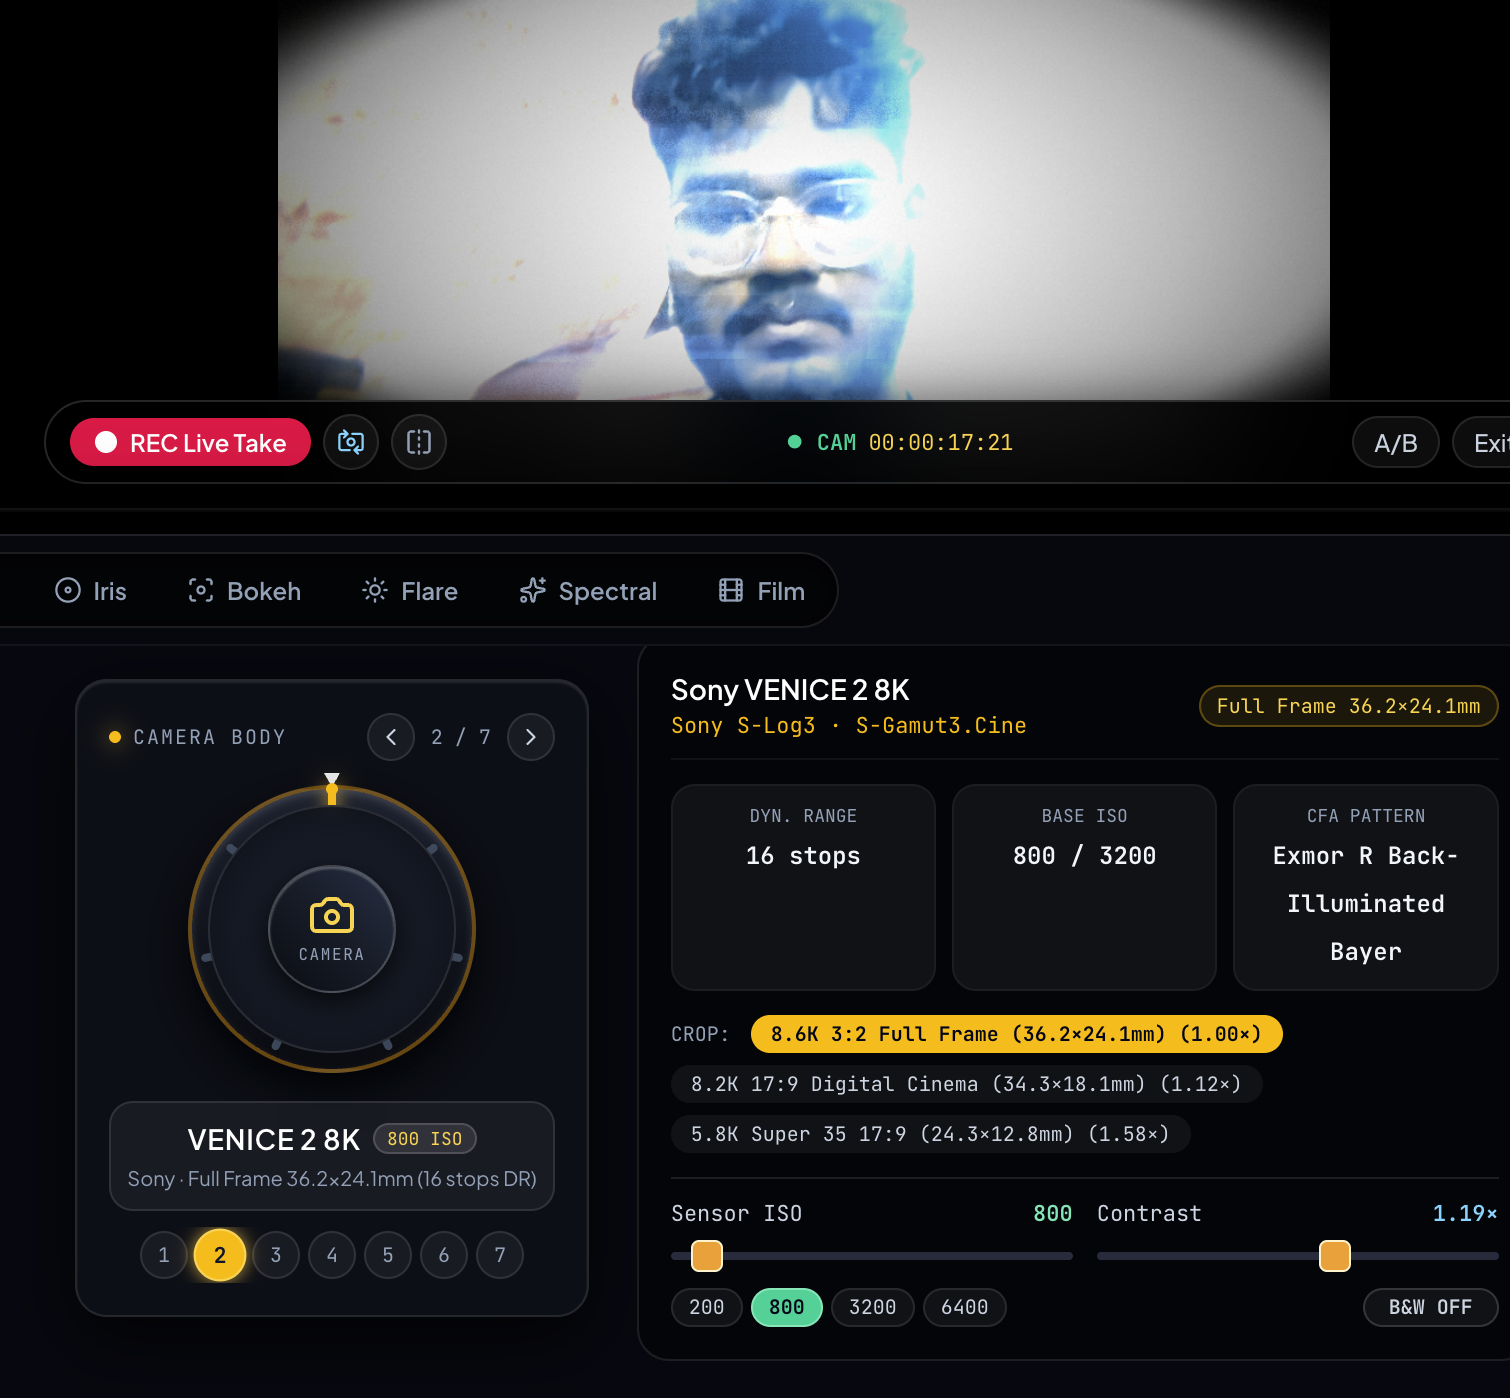 REC Live Take
CAM 00:00:17:21
A/B
Iris
Bokeh
Flare
Spectral
Film
CAMERA BODY
2 / 7
CAMERA
VENICE 2 8K 800 ISO
Sony · Full Frame 36.2×24.1mm (16 stops DR)
1 2 3 4 5 6 7
Sony VENICE 2 8K
Sony S-Log3 · S-Gamut3.Cine
Full Frame 36.2×24.1mm
DYN. RANGE
16 stops
BASE ISO
800 / 3200
CFA PATTERN
Exmor R Back-
Illuminated
Bayer
CROP: 8.6K 3:2 Full Frame (36.2×24.1mm) (1.00×)
8.2K 17:9 Digital Cinema (34.3×18.1mm) (1.12×)
5.8K Super 35 17:9 (24.3×12.8mm) (1.58×)
Sensor ISO 800
Contrast 1.19×
200 800 3200 6400
B&W OFF